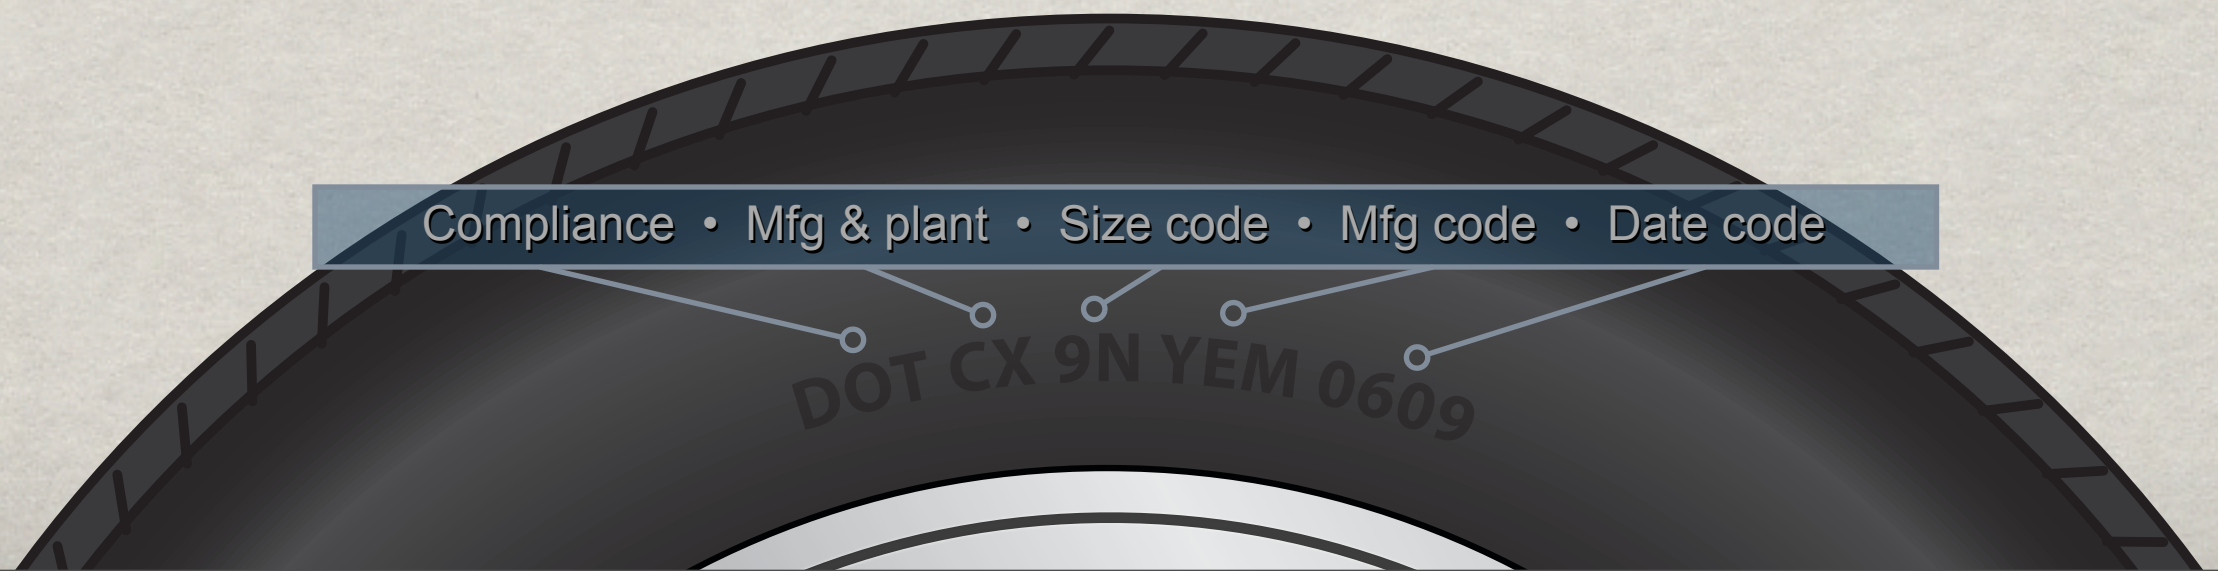 Compliance • Mfg & plant • Size code • Mfg code • Date code
DOT CX 9N YEM 0609